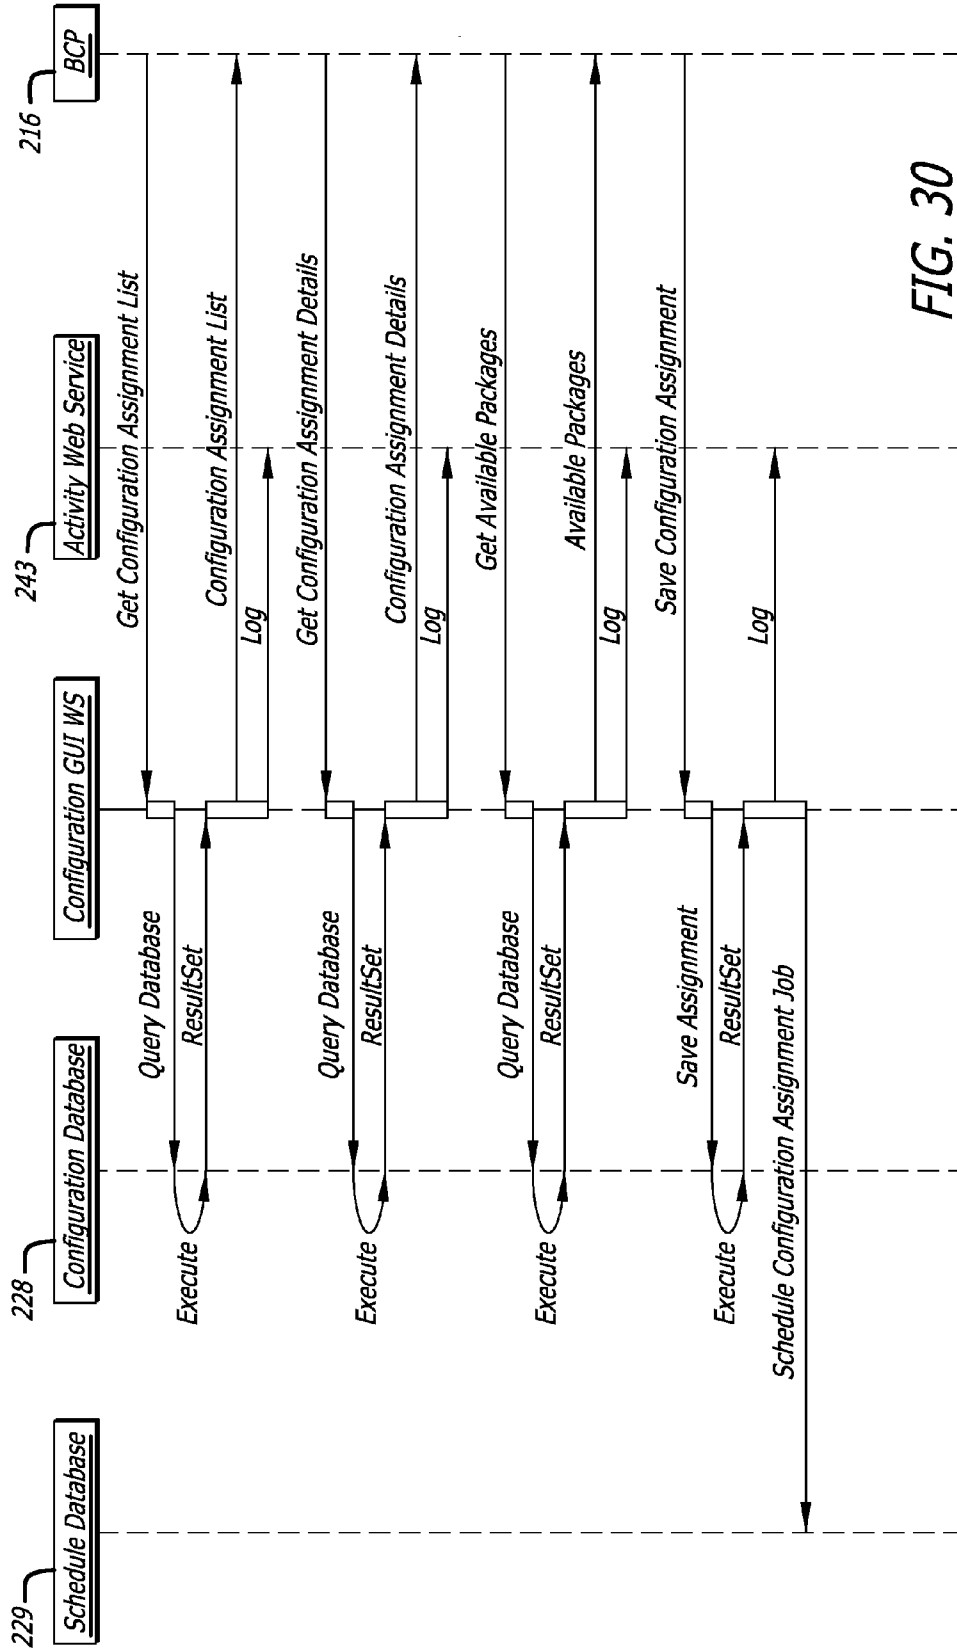 229
Schedule Database
228
Configuration Database
Configuration GUI WS
243
Activity Web Service
216
BCP
Get Configuration Assignment List
Query Database
Execute
ResultSet
Configuration Assignment List
Log
Get Configuration Assignment Details
Query Database
Execute
ResultSet
Configuration Assignment Details
Log
Get Available Packages
Query Database
Execute
ResultSet
Available Packages
Log
Save Configuration Assignment
Save Assignment
Execute
ResultSet
Log
Schedule Configuration Assignment Job
FIG. 30